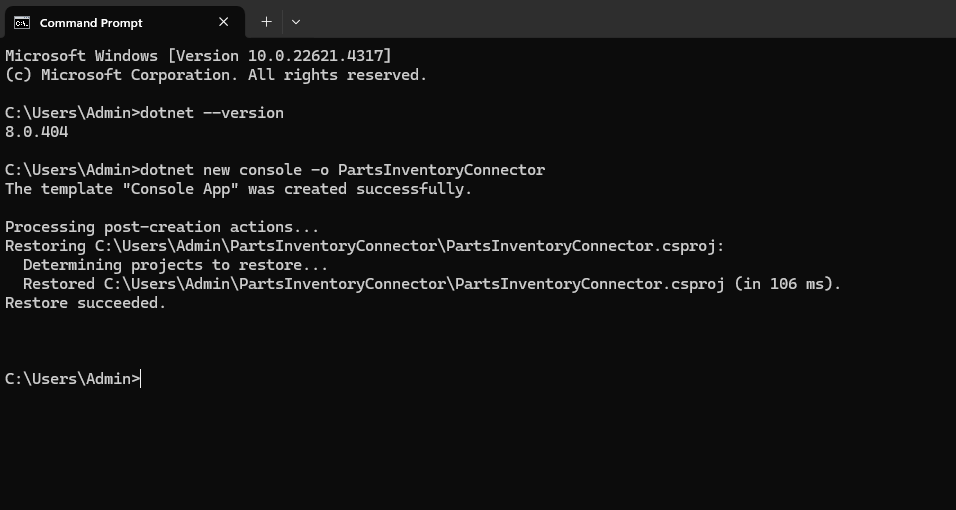 Command Prompt
Microsoft Windows [Version 10.0.22621.4317]
(c) Microsoft Corporation. All rights reserved.
C:\Users\Admin>dotnet --version
8.0.404
C:\Users\Admin>dotnet new console -o PartsInventoryConnector
The template "Console App" was created successfully.
Processing post-creation actions...
Restoring C:\Users\Admin\PartsInventoryConnector\PartsInventoryConnector.csproj:
  Determining projects to restore...
  Restored C:\Users\Admin\PartsInventoryConnector\PartsInventoryConnector.csproj (in 106 ms).
Restore succeeded.
C:\Users\Admin>